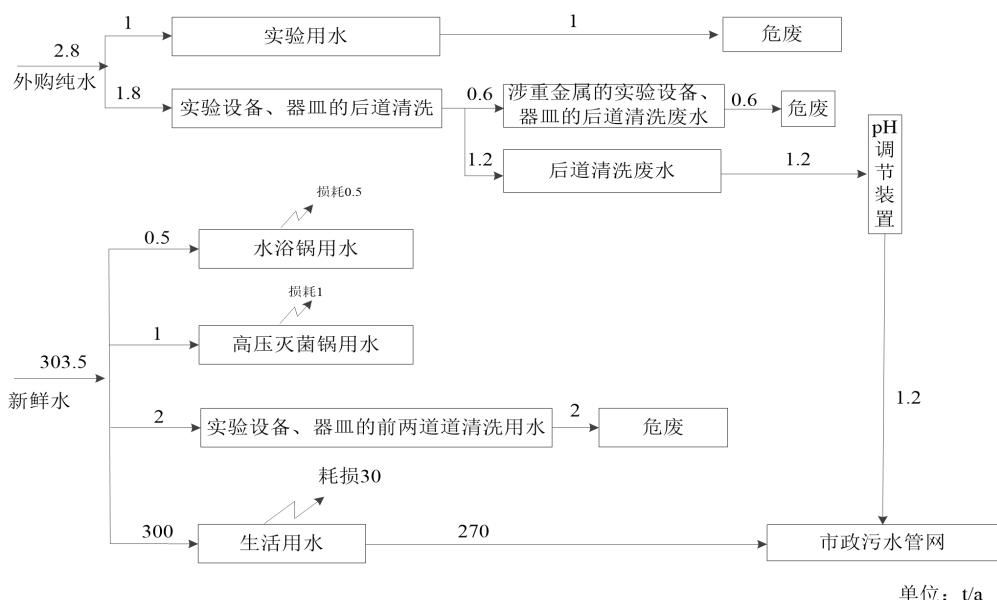 1
实验用水
1
危废
2.8
外购纯水
1.8
实验设备、器皿的后道清洗
0.6
涉重金属的实验设备、
器皿的后道清洗废水
0.6
危废
1.2
后道清洗废水
1.2
pH
调
节
装
置
损耗0.5
0.5
水浴锅用水
损耗1
1
高压灭菌锅用水
303.5
新鲜水
2
实验设备、器皿的前两道道清洗用水
2
危废
1.2
耗损30
300
生活用水
270
市政污水管网
单位：t/a